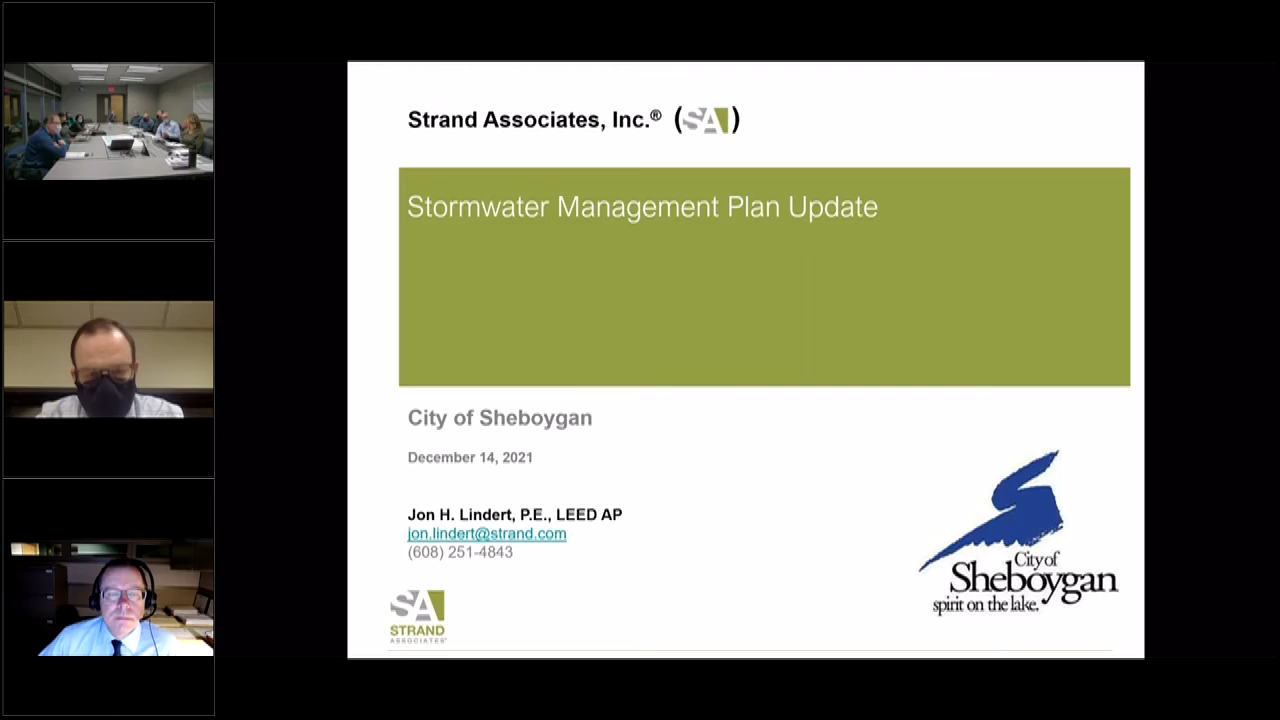 Strand Associates, Inc.® (SA)
Stormwater Management Plan Update
City of Sheboygan
December 14, 2021
Jon H. Lindert, P.E., LEED AP
jon.lindert@strand.com
(608) 251-4843
SA
STRAND
ASSOCIATES®
City of
Sheboygan
spirit on the lake.